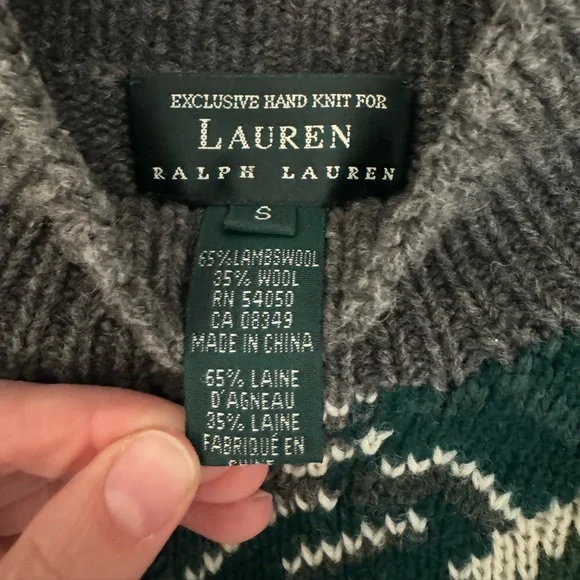 EXCLUSIVE HAND KNIT FOR
LAUREN
RALPH LAUREN
S
65% LAMBSWOOL
35% WOOL
RN 54050
CA 08349
MADE IN CHINA
65% LAINE
D'AGNEAU
35% LAINE
FABRIQUÉ EN